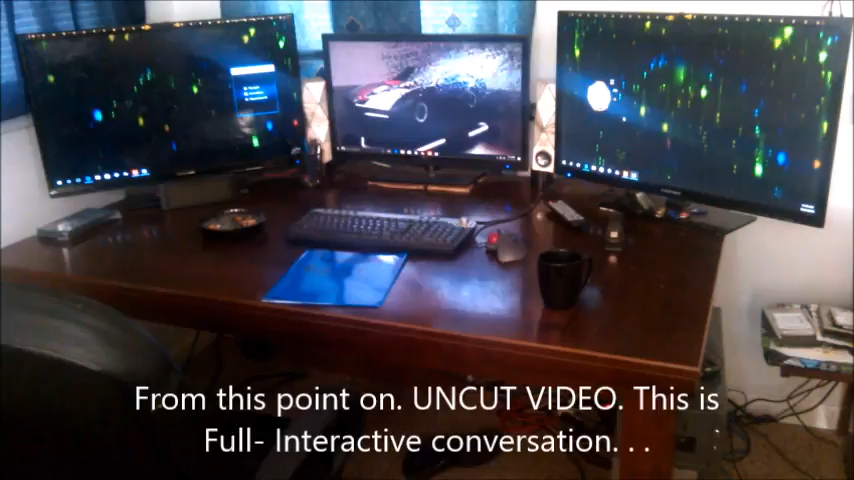 From this point on. UNCUT VIDEO. This is
Full- Interactive conversation. . .